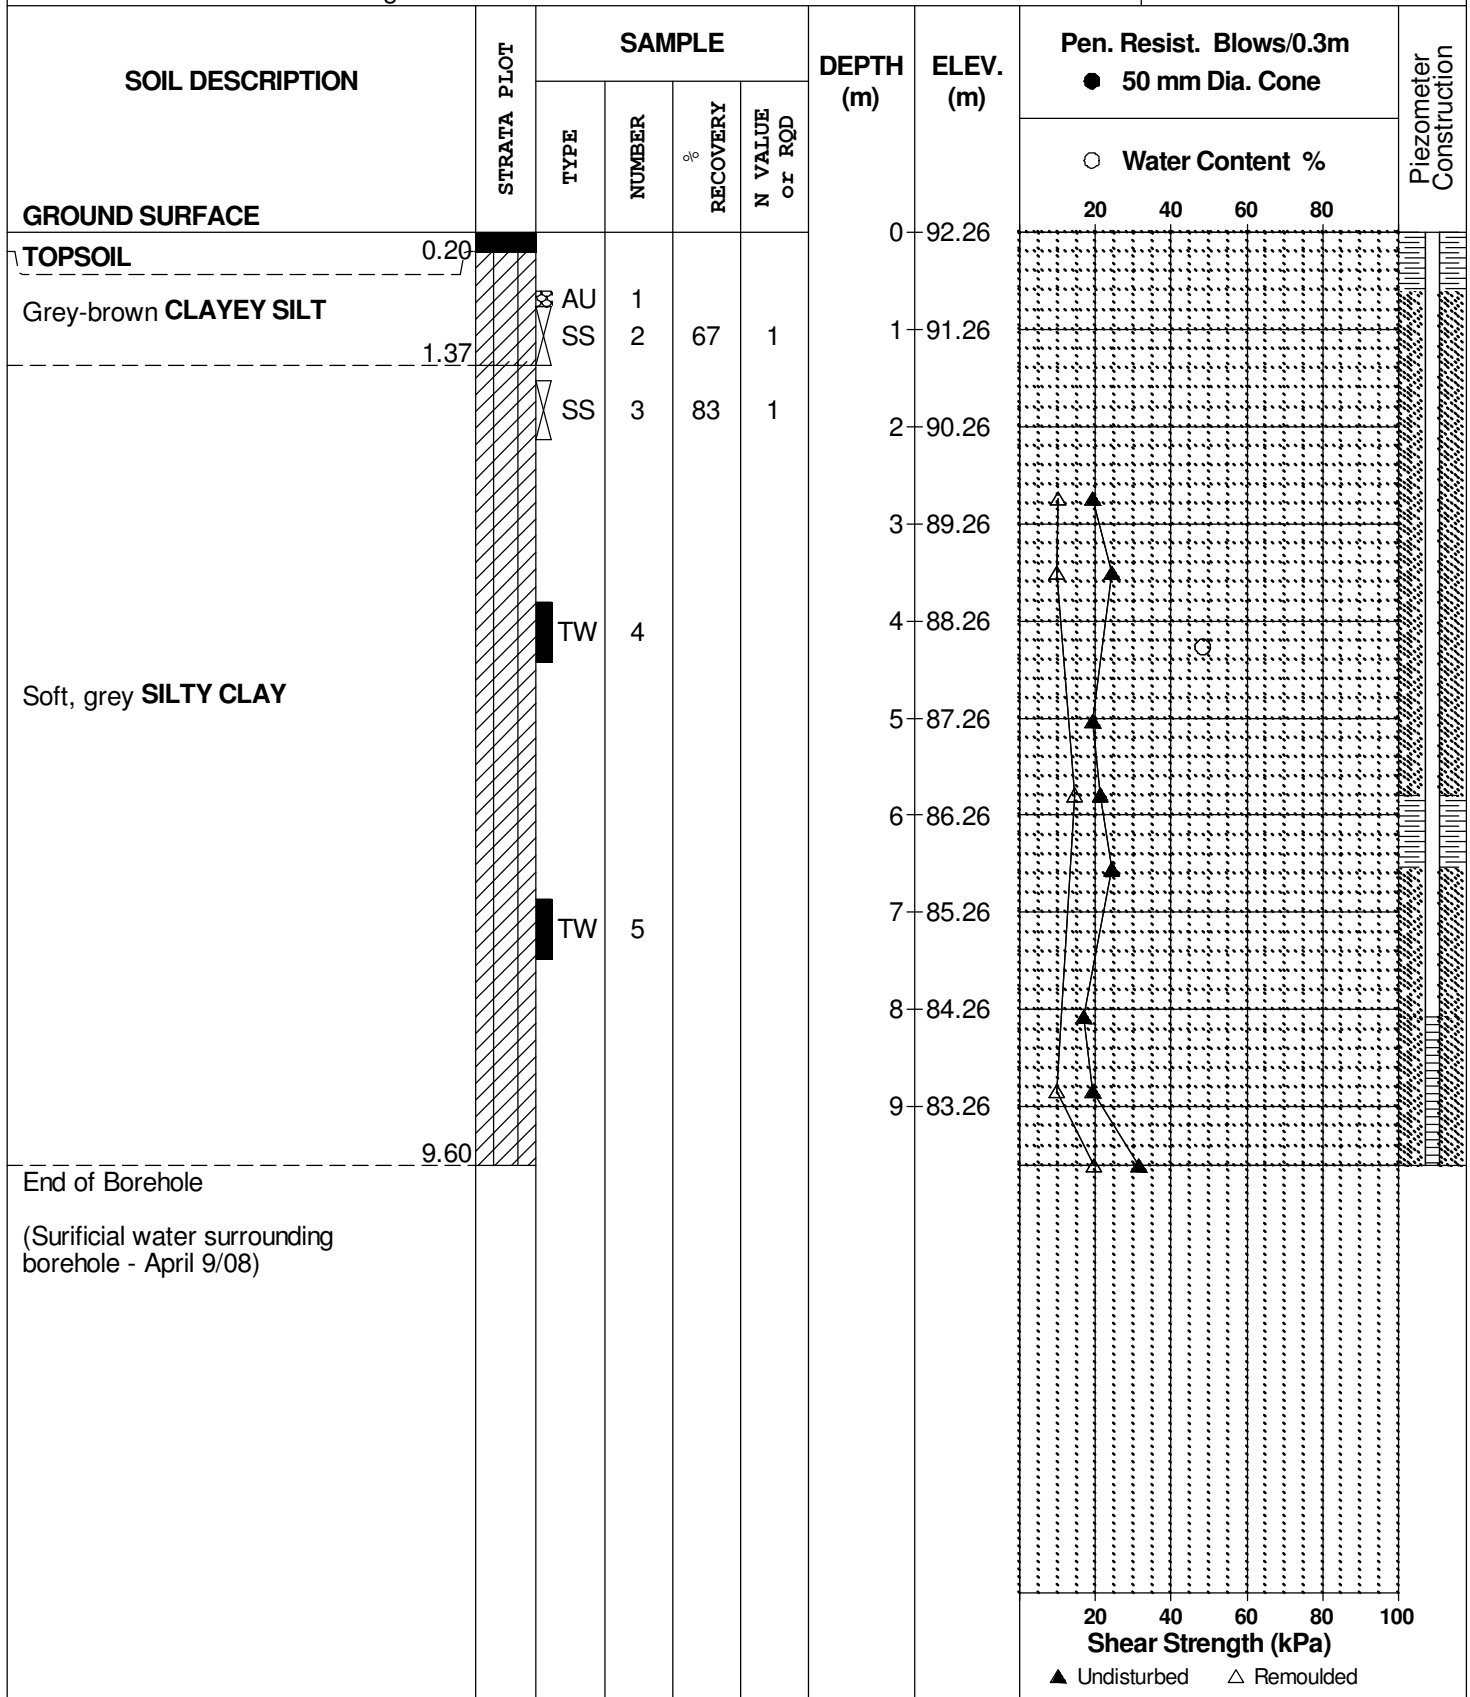 SOIL DESCRIPTION
STRATA PLOT
SAMPLE
TYPE
NUMBER
%
RECOVERY
N VALUE
or RQD
DEPTH
(m)
ELEV.
(m)
Pen. Resist. Blows/0.3m
● 50 mm Dia. Cone
○ Water Content %
Piezometer
Construction
GROUND SURFACE
20 40 60 80
0 92.26
TOPSOIL 0.20
AU 1
Grey-brown CLAYEY SILT
SS 2 67 1
1 91.26
1.37
SS 3 83 1
2 90.26
3 89.26
4 88.26
TW 4
Soft, grey SILTY CLAY
5 87.26
6 86.26
7 85.26
TW 5
8 84.26
9 83.26
9.60
End of Borehole
(Surificial water surrounding
borehole - April 9/08)
20 40 60 80 100
Shear Strength (kPa)
▲ Undisturbed △ Remoulded